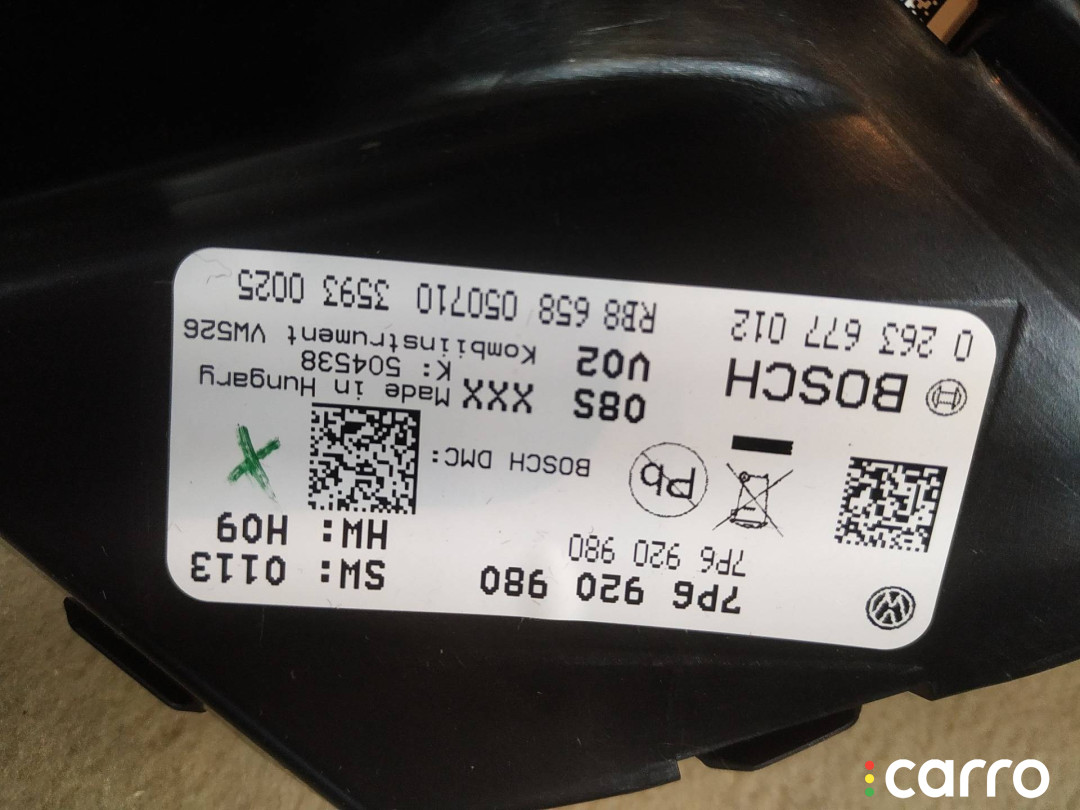 7P6 920 980
SW: 0113
7P6 920 980
HW: H09
Pb
BOSCH DMC:
08S XXX
Made in Hungary
K: 504538
BOSCH
V02
Kombiinstrument VW526
0 263 677 012
RB8 658 050710 3593 0025
carro